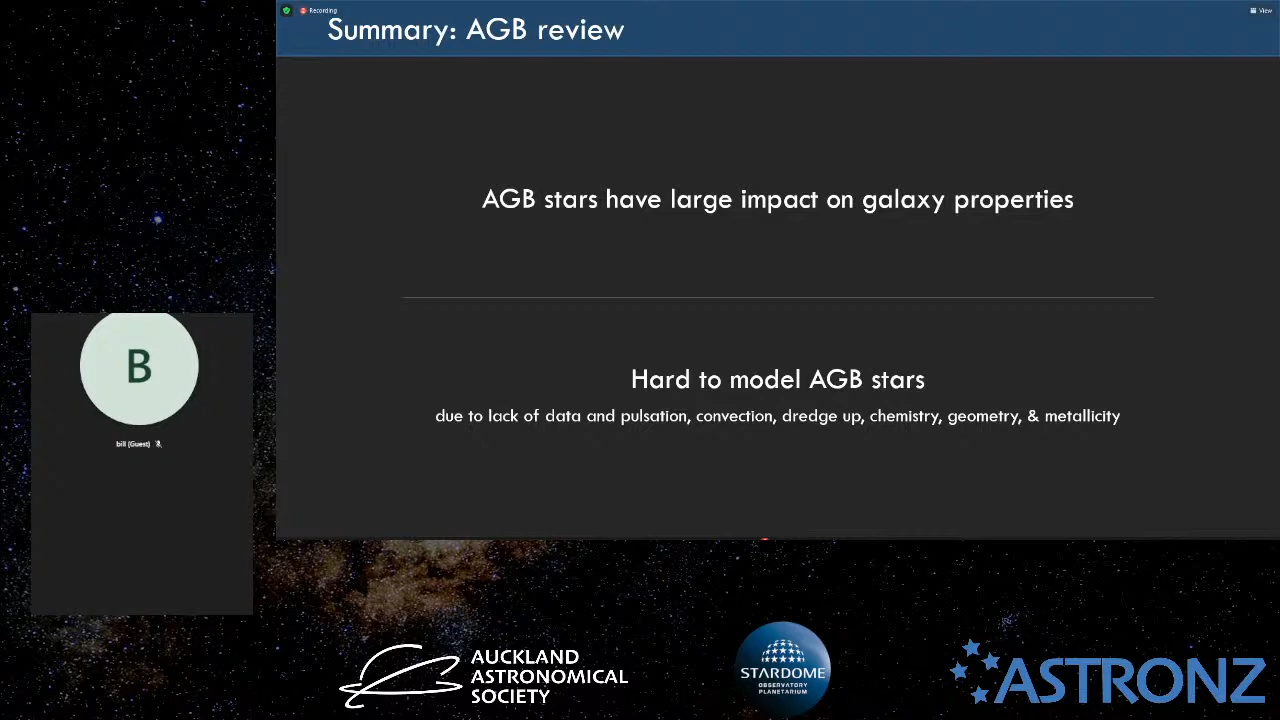 Recording
View
Summary: AGB review
AGB stars have large impact on galaxy properties
Hard to model AGB stars
due to lack of data and pulsation, convection, dredge up, chemistry, geometry, & metallicity
B
bill (Guest)
AUCKLAND
ASTRONOMICAL
SOCIETY
STARDOME
OBSERVATORY
PLANETARIUM
ASTRONZ